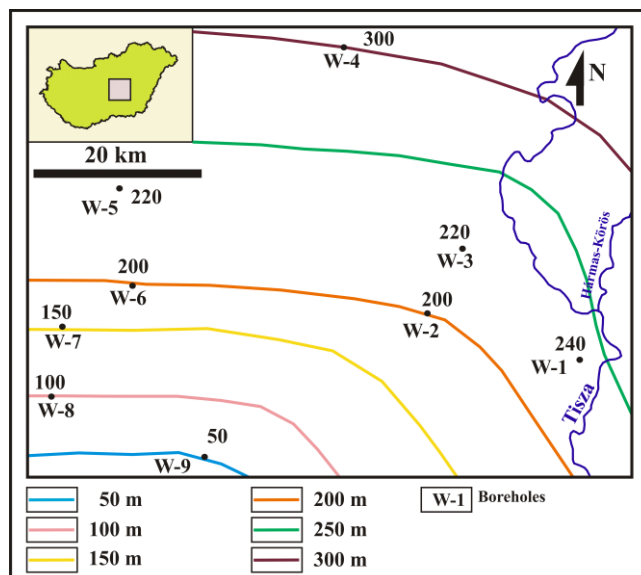 300
W-4
N
20 km
W-5 220
220
W-3
Hármas-Körös
200
W-6
200
W-2
150
W-7
240
W-1
100
W-8
Tisza
50
W-9
50 m 200 m W-1 Boreholes
100 m 250 m
150 m 300 m